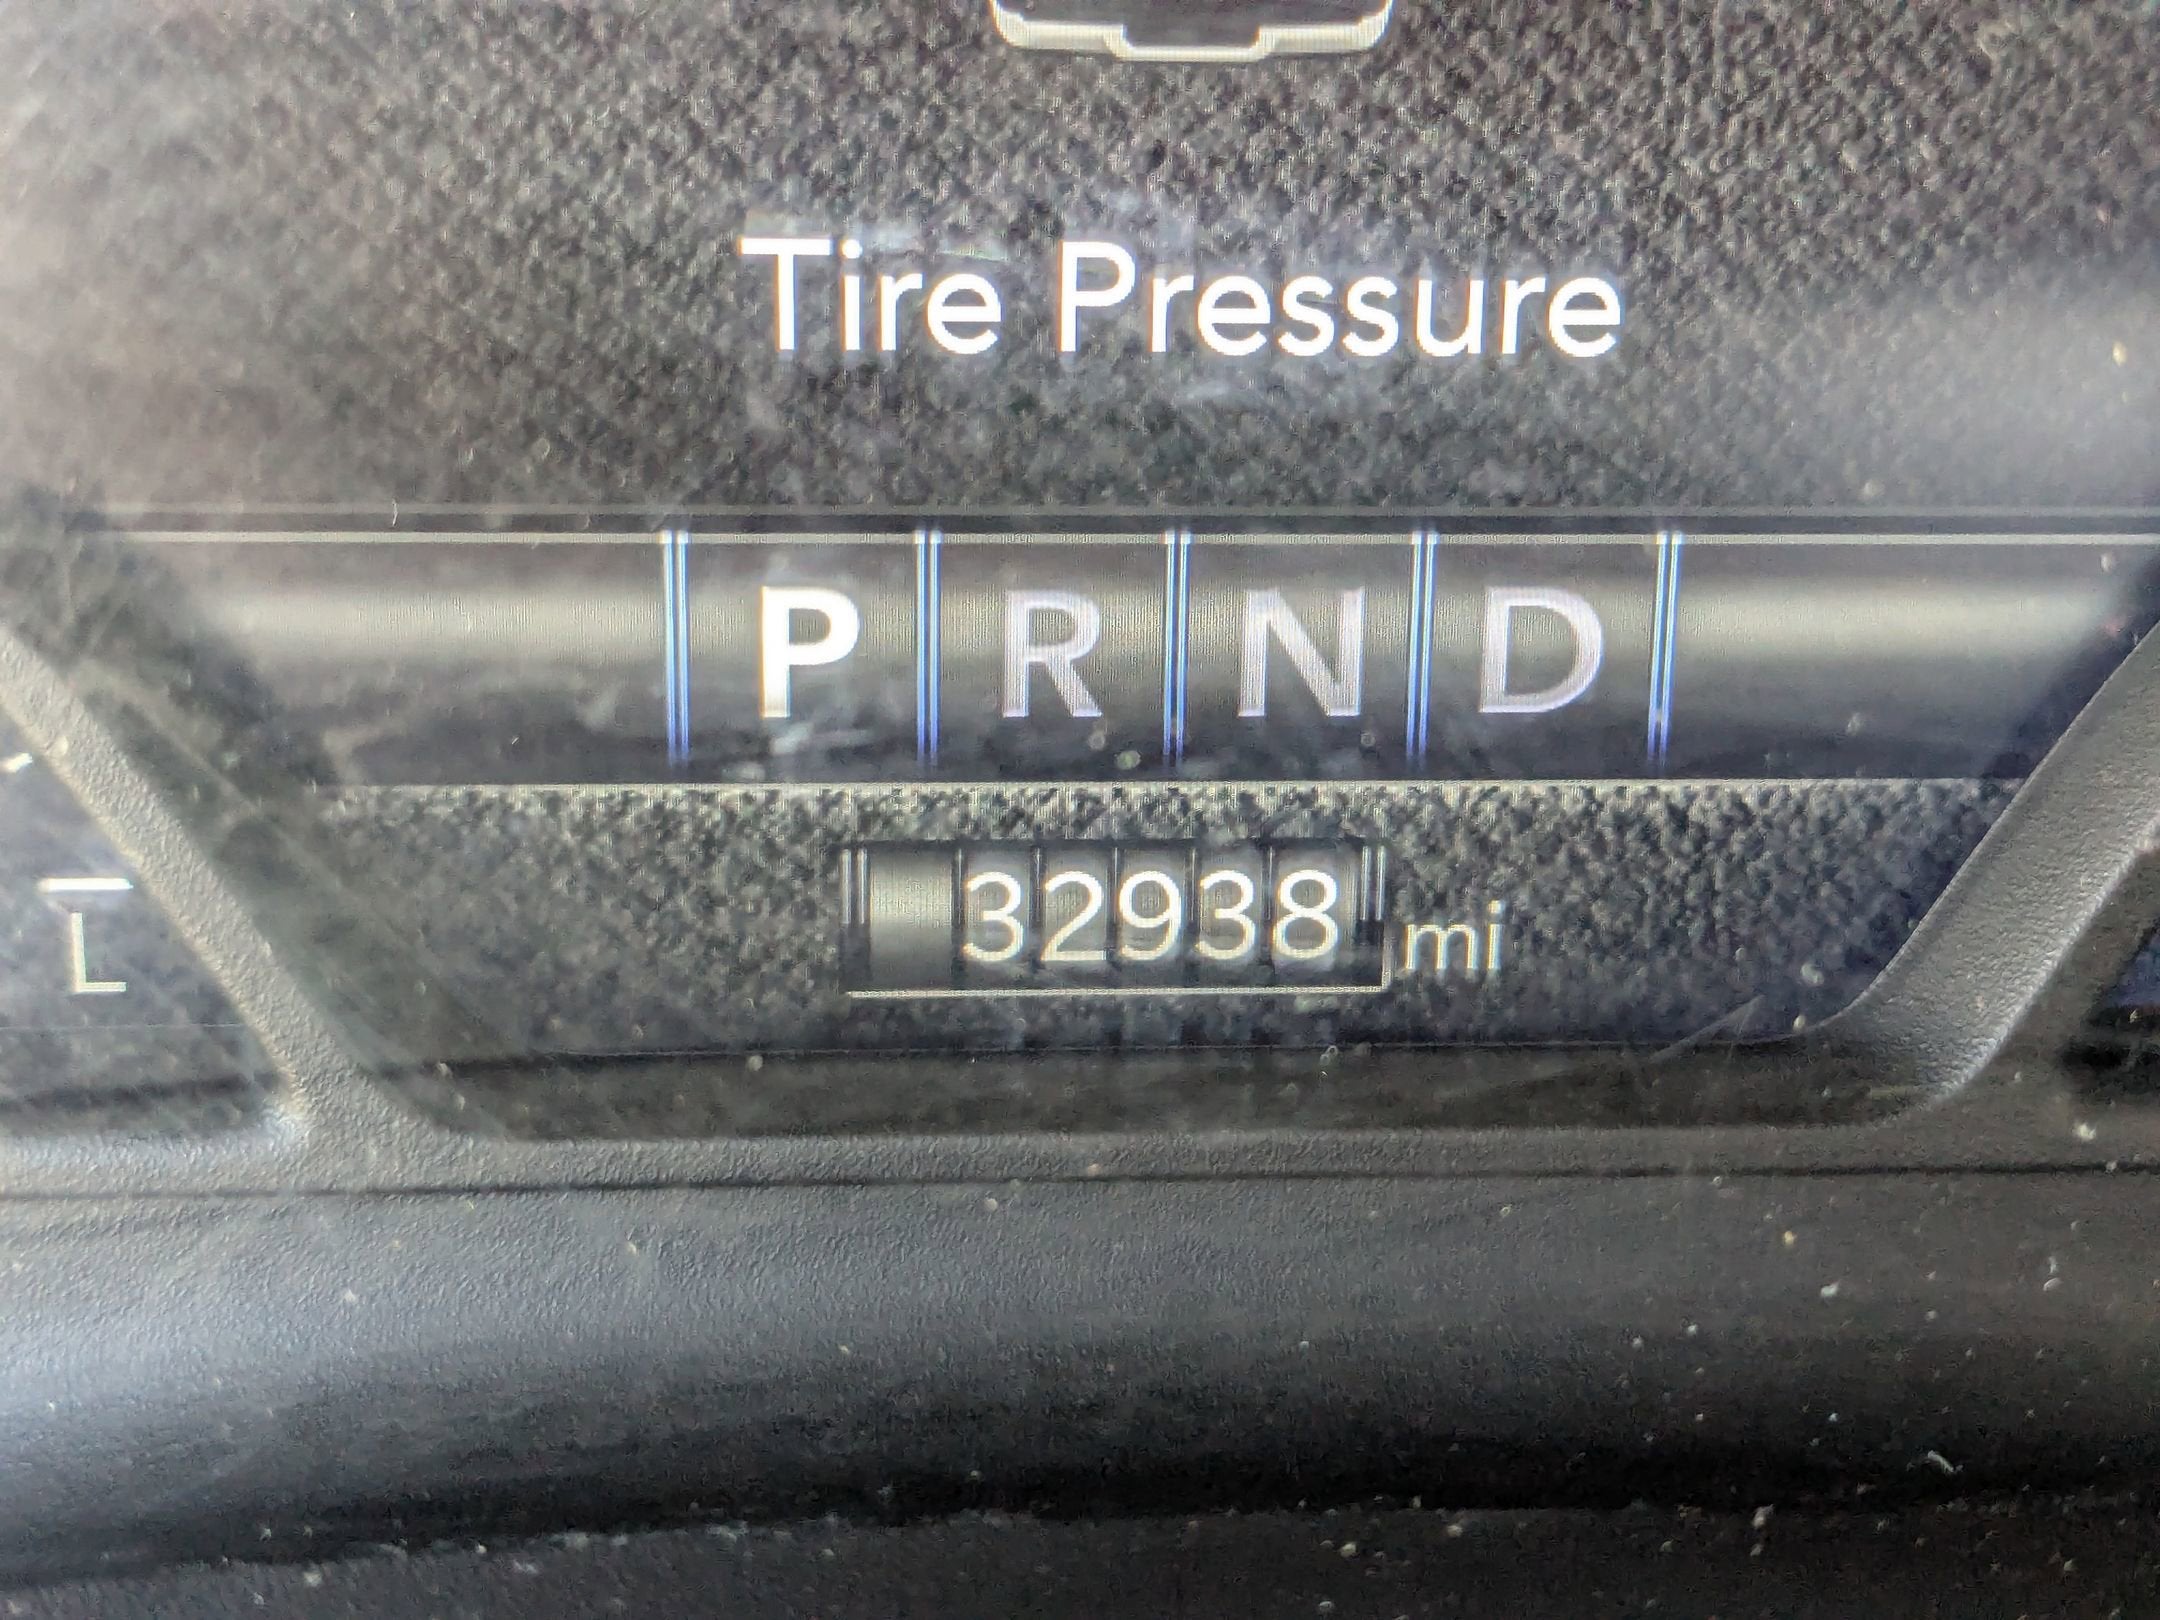 Tire Pressure
P R N D
32938 mi
L